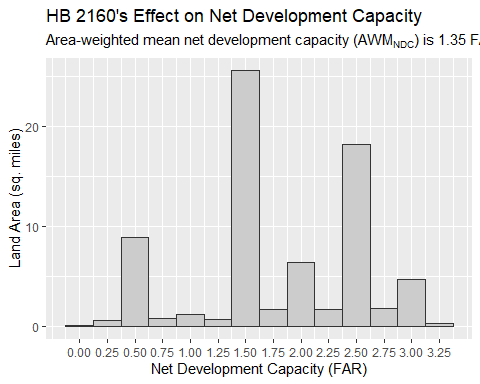 HB 2160's Effect on Net Development Capacity
Area-weighted mean net development capacity (AWM_NDC) is 1.35 FA
Land Area (sq. miles)
20
10
0
0.00 0.25 0.50 0.75 1.00 1.25 1.50 1.75 2.00 2.25 2.50 2.75 3.00 3.25
Net Development Capacity (FAR)